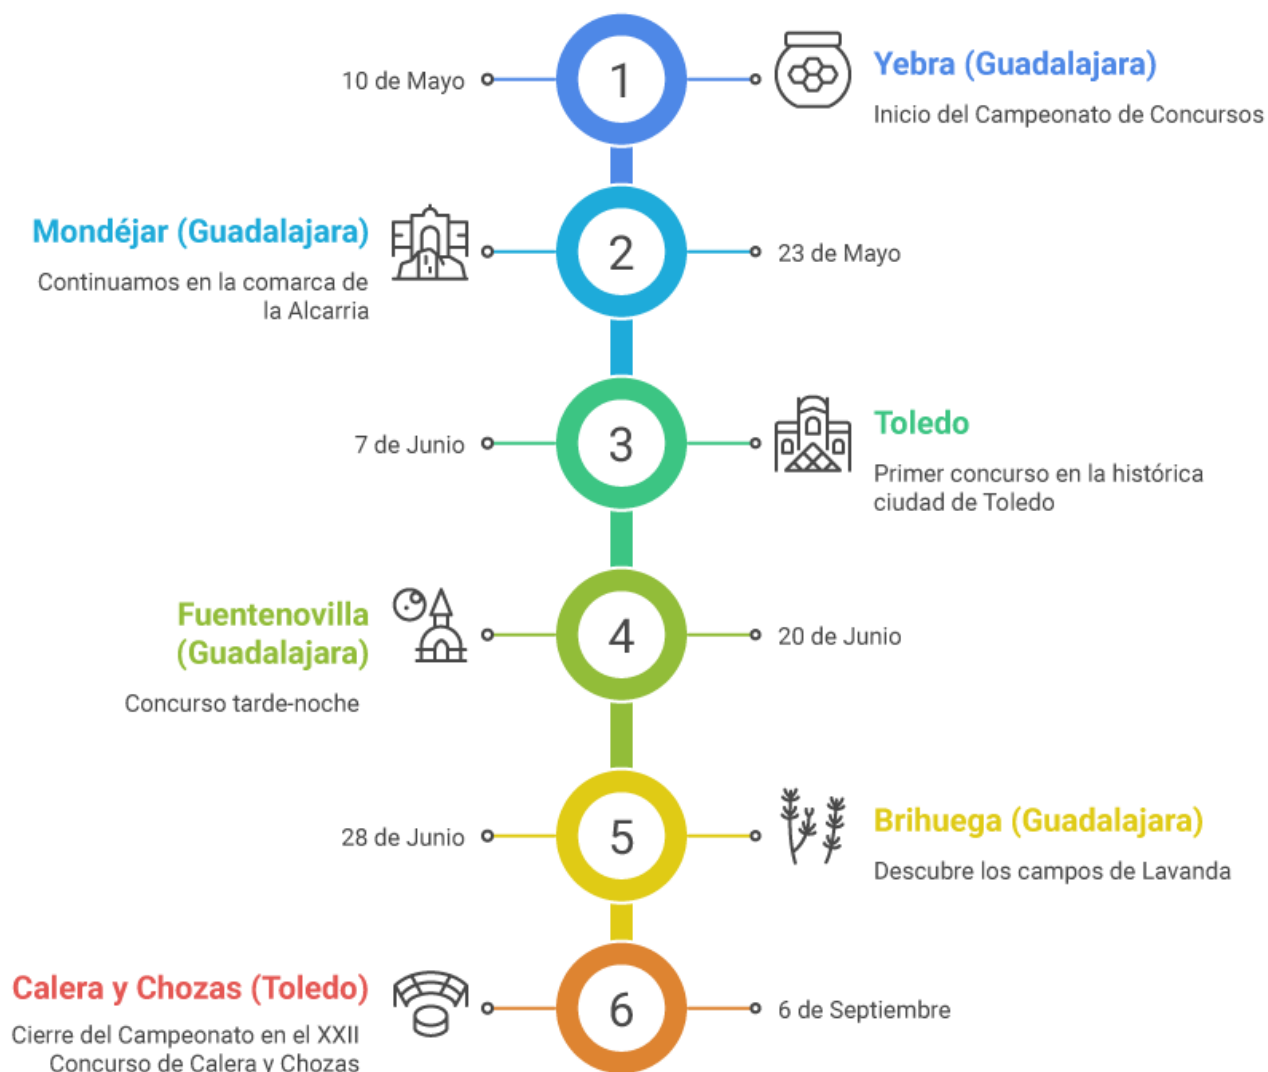 10 de Mayo
1
Yebra (Guadalajara)
Inicio del Campeonato de Concursos
Mondéjar (Guadalajara)
Continuamos en la comarca de
la Alcarria
2
23 de Mayo
7 de Junio
3
Toledo
Primer concurso en la histórica
ciudad de Toledo
Fuentenovilla
(Guadalajara)
Concurso tarde-noche
4
20 de Junio
28 de Junio
5
Brihuega (Guadalajara)
Descubre los campos de Lavanda
Calera y Chozas (Toledo)
Cierre del Campeonato en el XXII
Concurso de Calera y Chozas
6
6 de Septiembre